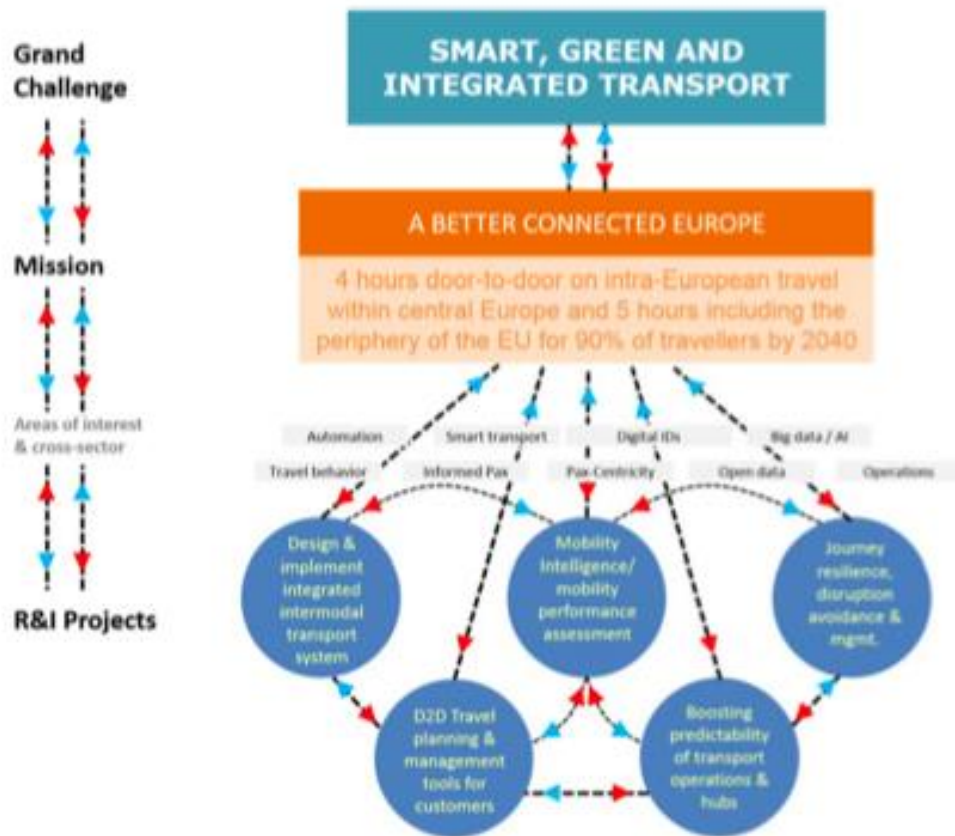 Grand
Challenge
Mission
Areas of interest
& cross-sector
R&I Projects
SMART, GREEN AND
INTEGRATED TRANSPORT
A BETTER CONNECTED EUROPE
4 hours door-to-door on intra-European travel
within central Europe and 5 hours including the
periphery of the EU for 90% of travellers by 2040
Automation
Smart transport
Digital IDs
Big data / AI
Travel behavior
Informed Pax
Pax-Centricity
Open data
Operations
Design &
implement
integrated
intermodal
transport
system
Mobility
Intelligence/
mobility
performance
assessment
Journey
resilience,
disruption
avoidance &
mgmt.
D2D Travel
planning &
management
tools for
customers
Boosting
predictability
of transport
operations &
hubs